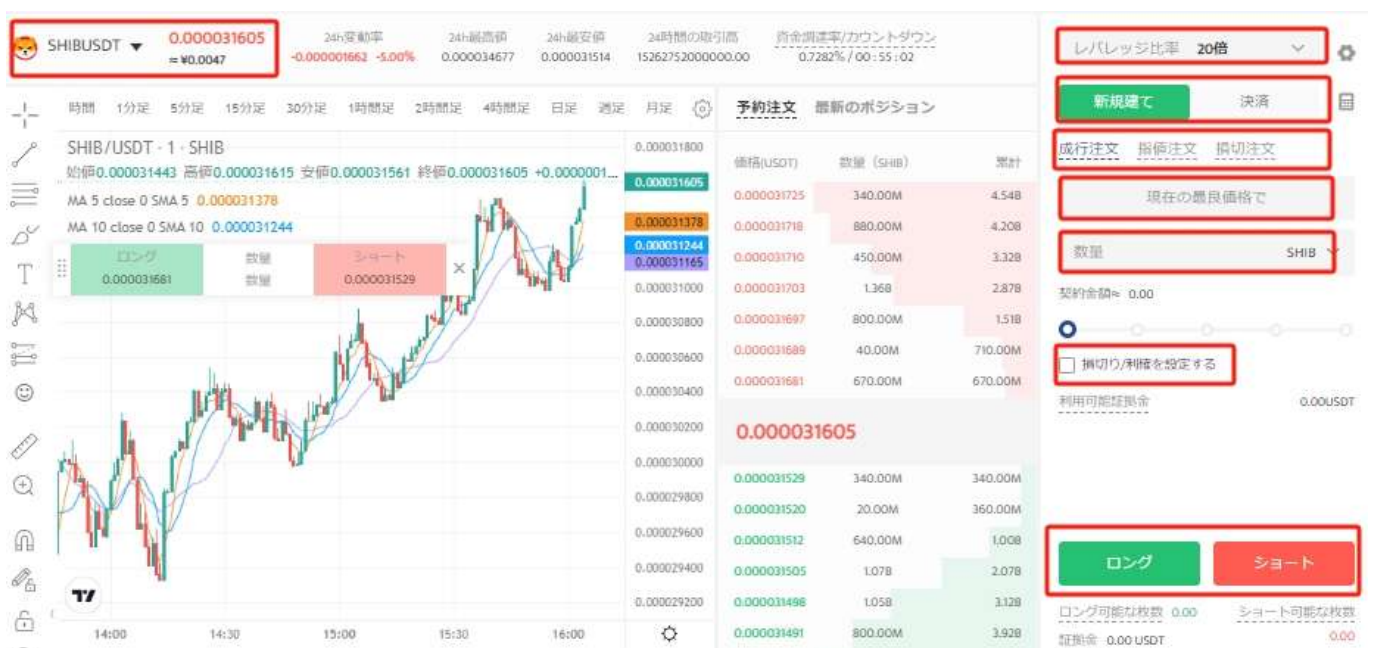 SHIBUSDT ▼ 0.000031605 ≈ ¥0.0047
24h変動率 -0.000001662 -5.00%
24h最高値 0.000034677
24h最安値 0.000031514
24時間の取引高 15262752000000.00
資金調達率/カウントダウン 0.7282% / 00 : 55 : 02
時間 1分足 5分足 15分足 30分足 1時間足 2時間足 4時間足 日足 週足 月足
SHIB/USDT · 1 · SHIB
始値0.000031443 高値0.000031615 安値0.000031561 終値0.000031605 +0.0000001...
MA 5 close 0 SMA 5 0.000031378
MA 10 close 0 SMA 10 0.000031244
ロング 数量 ショート
0.000031681 数量 0.000031529
0.000031800
0.000031605
0.000031378
0.000031244
0.000031165
0.000031000
0.000030800
0.000030600
0.000030400
0.000030200
0.000030000
0.000029800
0.000029600
0.000029400
0.000029200
14:00 14:30 15:00 15:30 16:00
予約注文 最新のポジション
価格(USDT) 数量（SHIB） 累計
0.000031725 340.00M 4.54B
0.000031718 880.00M 4.20B
0.000031710 450.00M 3.32B
0.000031703 1.36B 2.87B
0.000031697 800.00M 1.51B
0.000031689 40.00M 710.00M
0.000031681 670.00M 670.00M
0.000031605
0.000031529 340.00M 340.00M
0.000031520 20.00M 360.00M
0.000031512 640.00M 1.00B
0.000031505 1.07B 2.07B
0.000031498 1.05B 3.12B
0.000031491 800.00M 3.92B
レバレッジ比率 20倍
新規建て 決済
成行注文 指値注文 損切注文
現在の最良価格で
数量 SHIB
契約金額≈ 0.00
損切り/利確を設定する
利用可能証拠金 0.00USDT
ロング ショート
ロング可能な枚数 0.00 ショート可能な枚数
証拠金 0.00 USDT 0.00